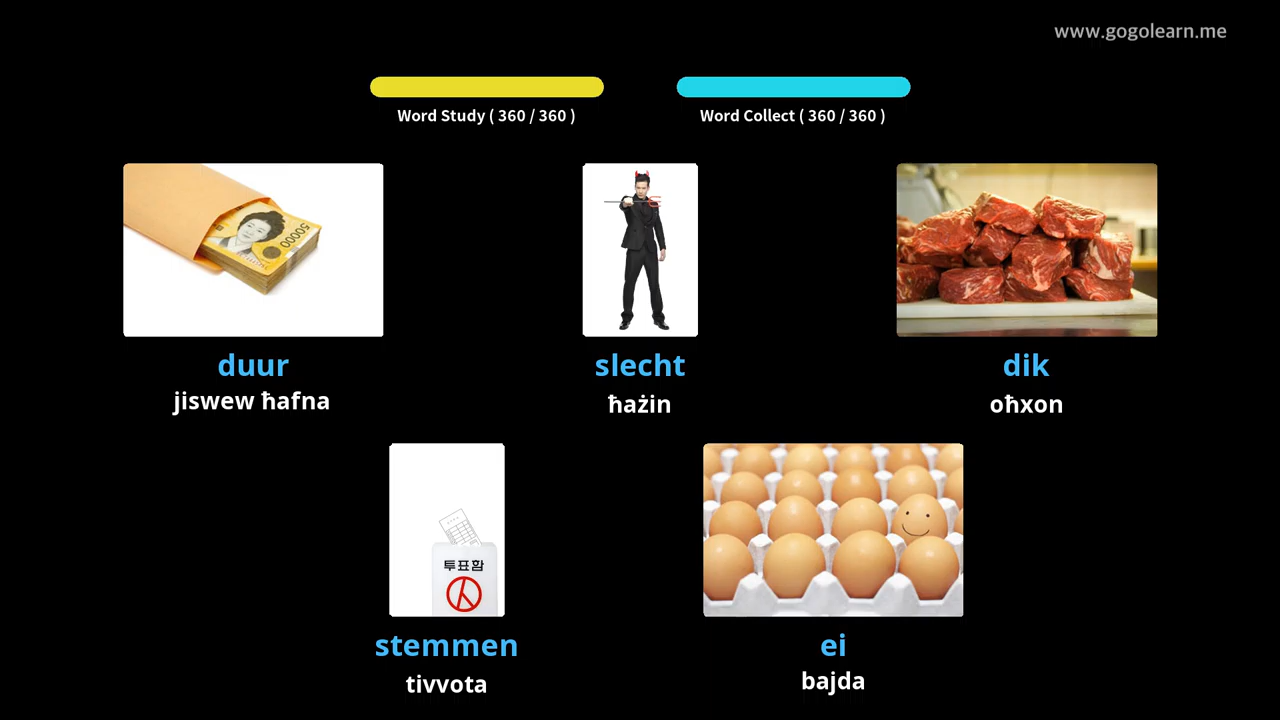 www.gogolearn.me
Word Study ( 360 / 360 )
Word Collect ( 360 / 360 )
50000
duur
jiswew ħafna
slecht
ħażin
dik
oħxon
투표함
stemmen
tivvota
ei
bajda